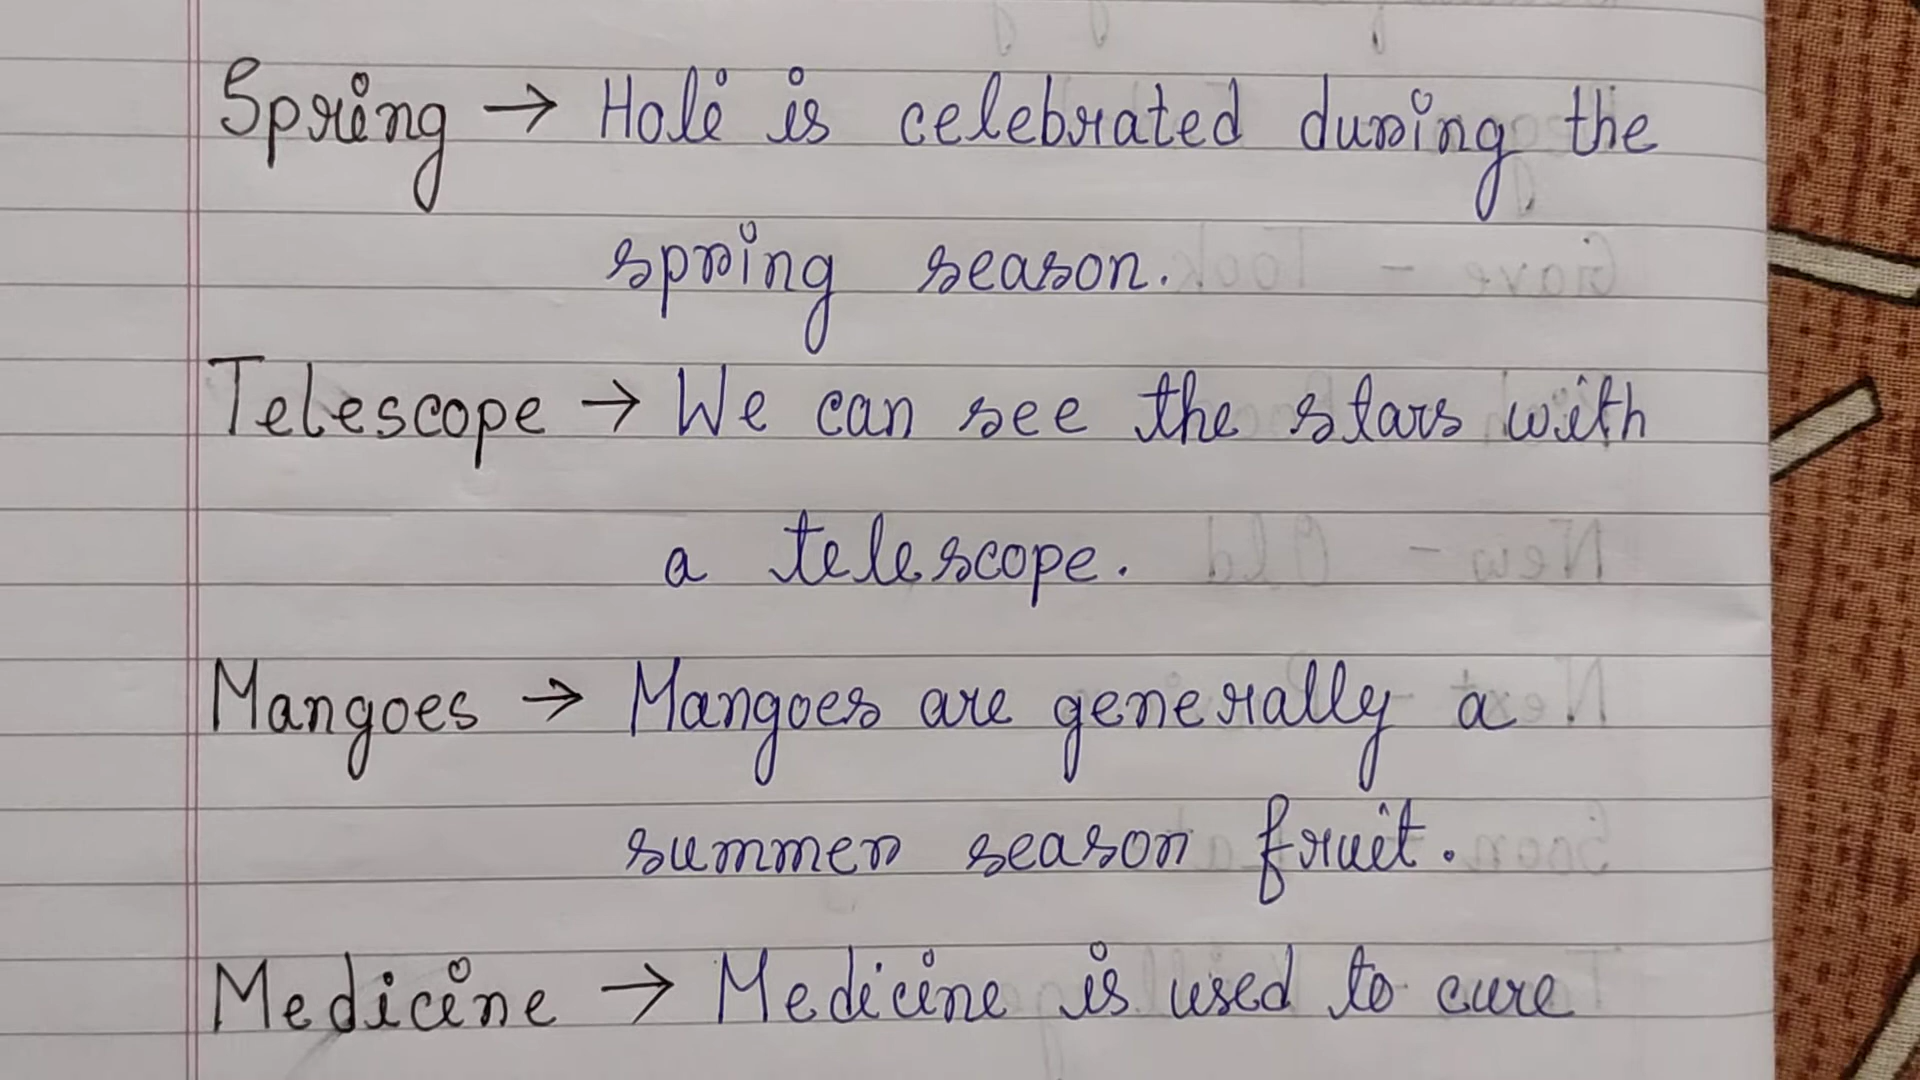 Spring → Holi is celebrated during the
spring season.
Telescope → We can see the stars with
a telescope.
Mangoes → Mangoes are generally a
summer season fruit.
Medicine → Medicine is used to cure